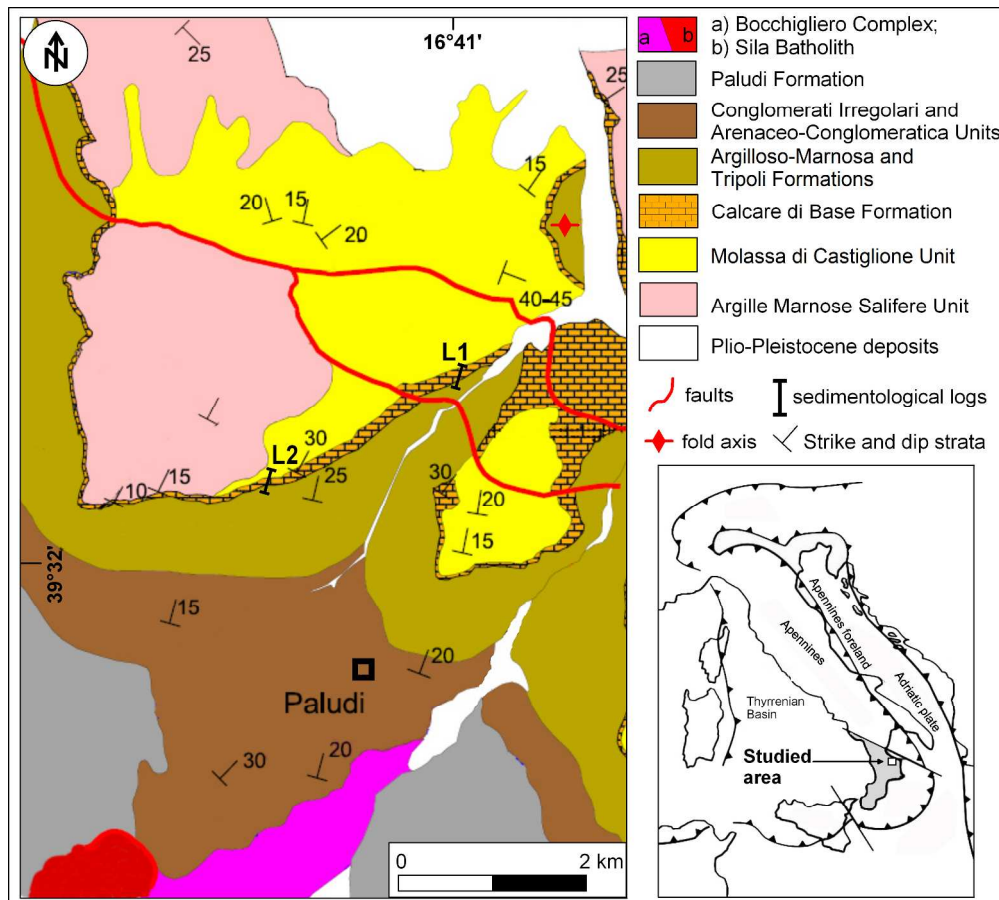 N
16°41'
25
25
15
20
15
20
40-45
L1
30
L2
25
10
15
30
20
15
39°32'
15
20
Paludi
30
20
0
2 km
a
b
a) Bocchigliero Complex;
b) Sila Batholith
Paludi Formation
Conglomerati Irregolari and
Arenaceo-Conglomeratica Units
Argilloso-Marnosa and
Tripoli Formations
Calcare di Base Formation
Molassa di Castiglione Unit
Argille Marnose Salifere Unit
Plio-Pleistocene deposits
faults
sedimentological logs
fold axis
Strike and dip strata
Apennines
Apennines foreland
Adriatic plate
Thyrrenian
Basin
Studied
area